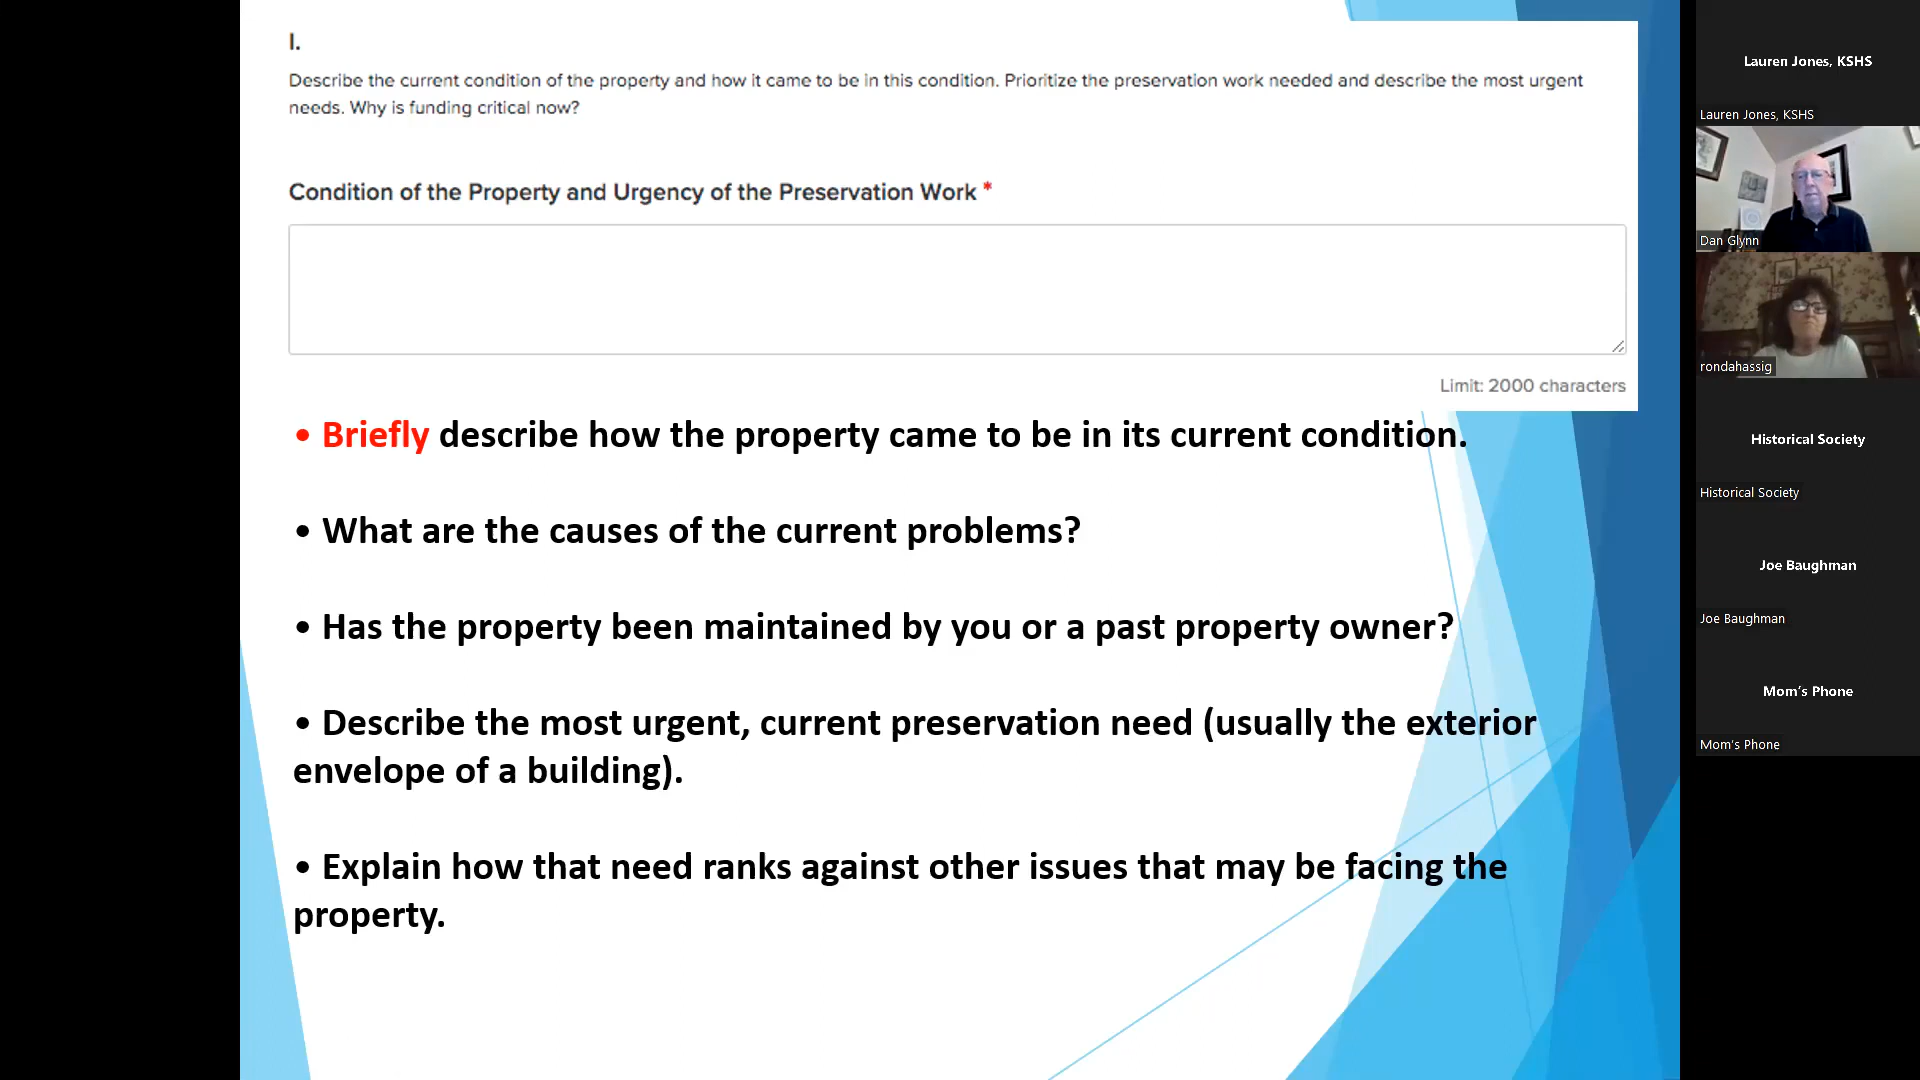 I.
Describe the current condition of the property and how it came to be in this condition. Prioritize the preservation work needed and describe the most urgent
needs. Why is funding critical now?
Condition of the Property and Urgency of the Preservation Work *
Limit: 2000 characters
• Briefly describe how the property came to be in its current condition.
• What are the causes of the current problems?
• Has the property been maintained by you or a past property owner?
• Describe the most urgent, current preservation need (usually the exterior
envelope of a building).
• Explain how that need ranks against other issues that may be facing the
property.
Lauren Jones, KSHS
Lauren Jones, KSHS
Dan Glynn
rondahassig
Historical Society
Historical Society
Joe Baughman
Joe Baughman
Mom's Phone
Mom's Phone